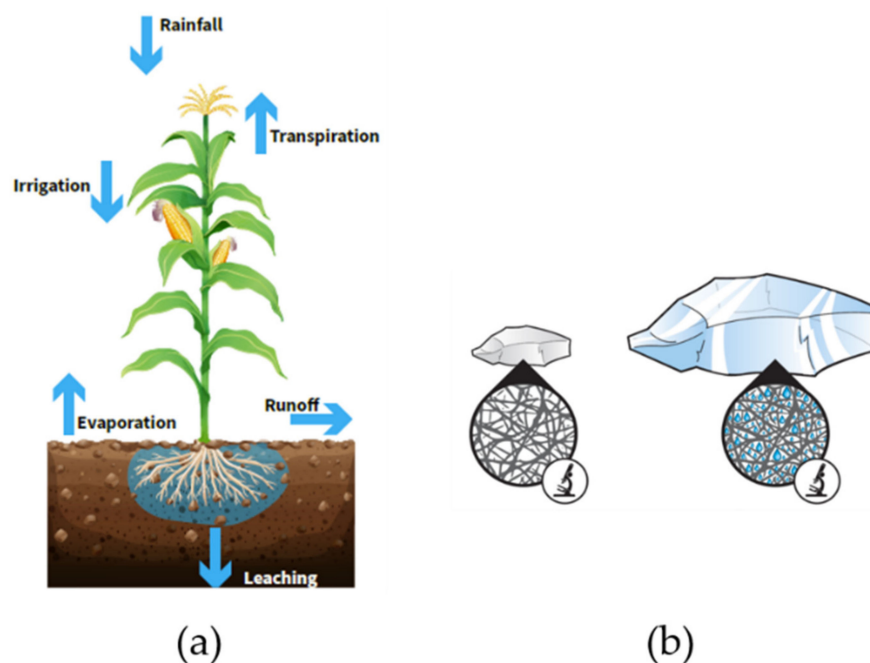 Rainfall
Transpiration
Irrigation
Evaporation
Runoff
Leaching
(a)
(b)